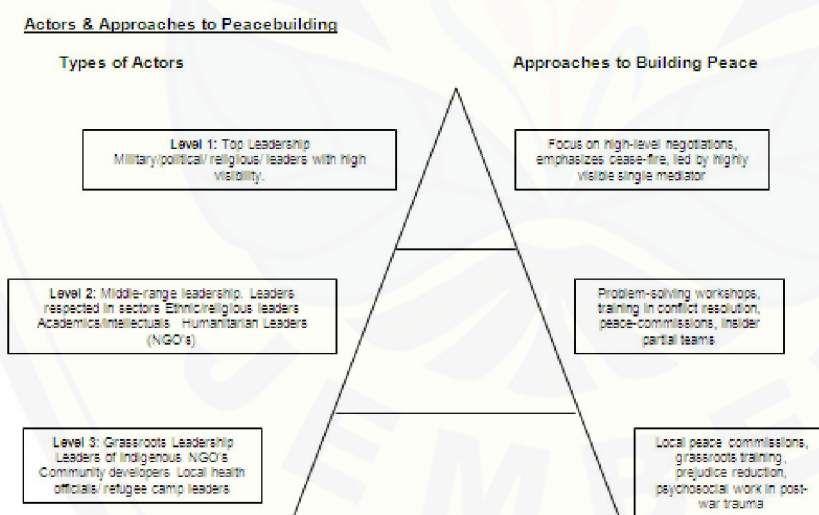 Actors & Approaches to Peacebuilding
Types of Actors
Approaches to Building Peace
Level 1: Top Leadership
Military/political/ religious/ leaders with high
visibility.
Focus on high-level negotiations,
emphasizes cease-fire, led by highly
visible single mediator
Level 2: Middle-range leadership. Leaders
respected in sectors Ethnic/religious leaders
Academics/intellectuals Humanitarian Leaders
(NGO's)
Problem-solving workshops,
training in conflict resolution,
peace-commissions, insider
partial teams
Level 3: Grassroots Leadership
Leaders of indigenous NGO's
Community developers Local health
officials/ refugee camp leaders
Local peace commissions,
grassroots training,
prejudice reduction,
psychosocial work in post-
war trauma
JEMBE